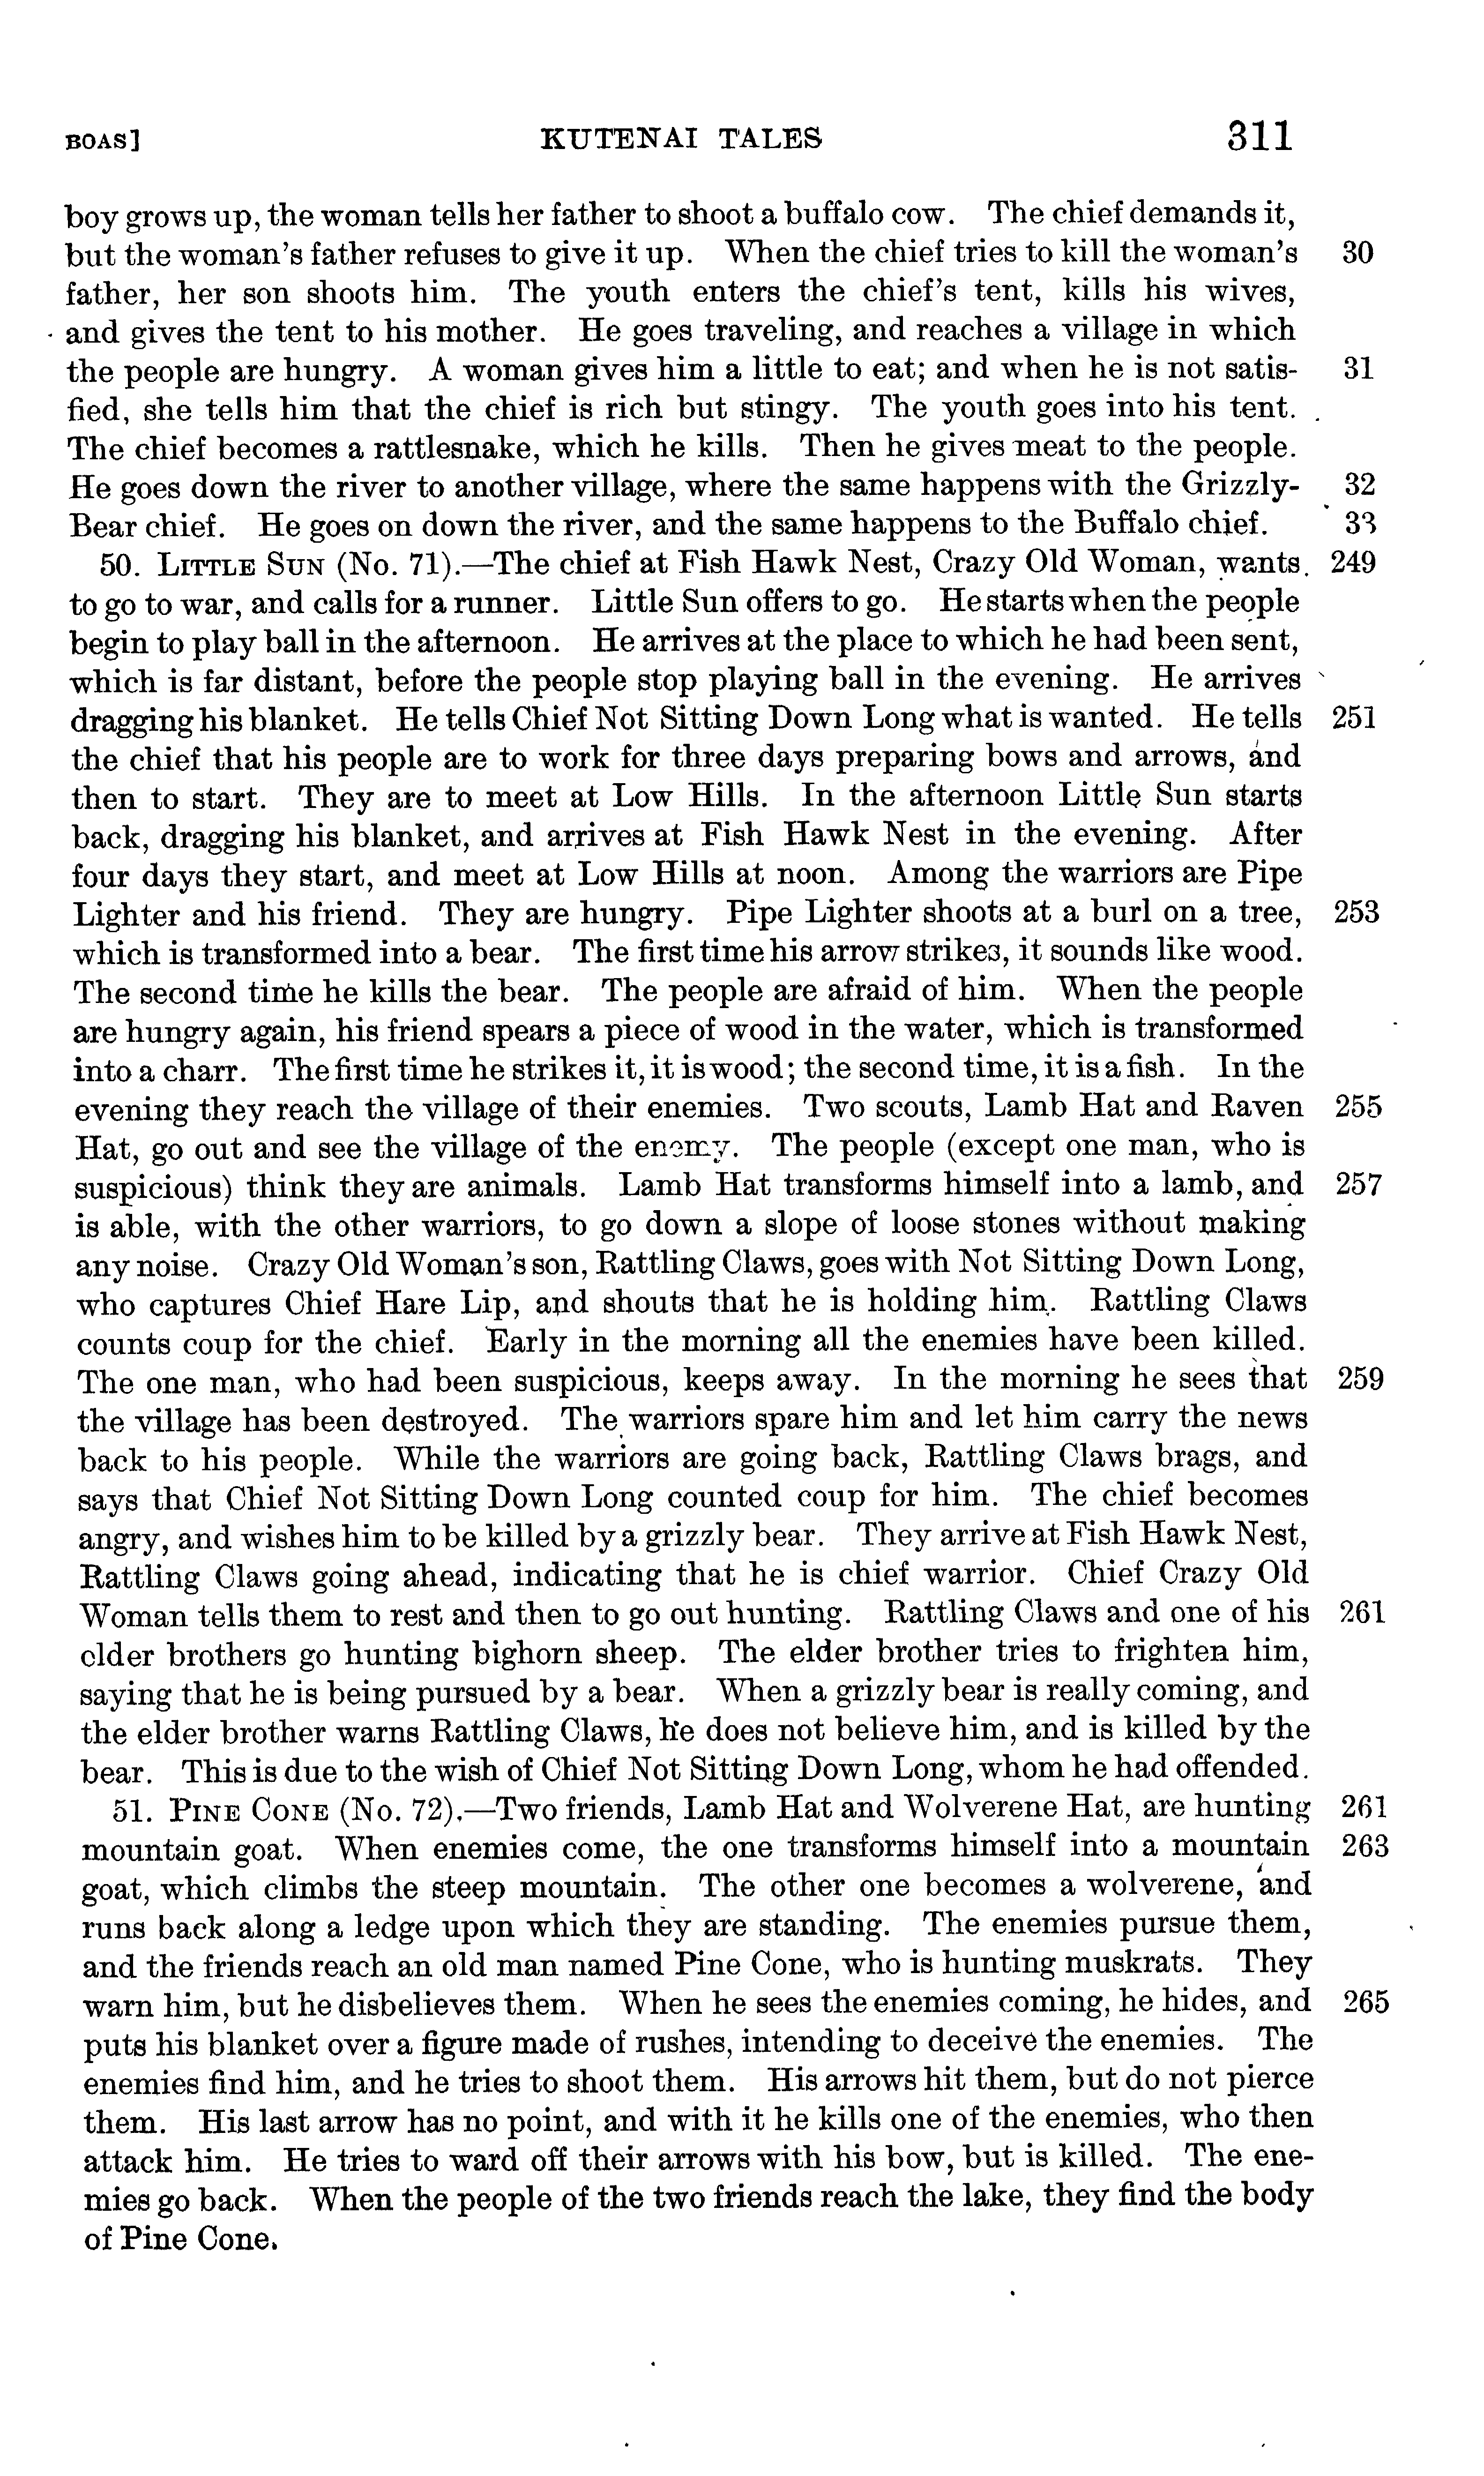 BOAS] KUTENAI TALES 311
boy grows up, the woman tells her father to shoot a buffalo cow. The chief demands it,
but the woman's father refuses to give it up. When the chief tries to kill the woman's 30
father, her son shoots him. The youth enters the chief's tent, kills his wives,
and gives the tent to his mother. He goes traveling, and reaches a village in which
the people are hungry. A woman gives him a little to eat; and when he is not satis- 31
fied, she tells him that the chief is rich but stingy. The youth goes into his tent.
The chief becomes a rattlesnake, which he kills. Then he gives meat to the people.
He goes down the river to another village, where the same happens with the Grizzly- 32
Bear chief. He goes on down the river, and the same happens to the Buffalo chief. 33
50. LITTLE SUN (No. 71).—The chief at Fish Hawk Nest, Crazy Old Woman, wants 249
to go to war, and calls for a runner. Little Sun offers to go. He starts when the people
begin to play ball in the afternoon. He arrives at the place to which he had been sent,
which is far distant, before the people stop playing ball in the evening. He arrives
dragging his blanket. He tells Chief Not Sitting Down Long what is wanted. He tells 251
the chief that his people are to work for three days preparing bows and arrows, and
then to start. They are to meet at Low Hills. In the afternoon Little Sun starts
back, dragging his blanket, and arrives at Fish Hawk Nest in the evening. After
four days they start, and meet at Low Hills at noon. Among the warriors are Pipe
Lighter and his friend. They are hungry. Pipe Lighter shoots at a burl on a tree, 253
which is transformed into a bear. The first time his arrow strikes, it sounds like wood.
The second time he kills the bear. The people are afraid of him. When the people
are hungry again, his friend spears a piece of wood in the water, which is transformed
into a charr. The first time he strikes it, it is wood; the second time, it is a fish. In the
evening they reach the village of their enemies. Two scouts, Lamb Hat and Raven 255
Hat, go out and see the village of the enemy. The people (except one man, who is
suspicious) think they are animals. Lamb Hat transforms himself into a lamb, and 257
is able, with the other warriors, to go down a slope of loose stones without making
any noise. Crazy Old Woman's son, Rattling Claws, goes with Not Sitting Down Long,
who captures Chief Hare Lip, and shouts that he is holding him. Rattling Claws
counts coup for the chief. Early in the morning all the enemies have been killed.
The one man, who had been suspicious, keeps away. In the morning he sees that 259
the village has been destroyed. The warriors spare him and let him carry the news
back to his people. While the warriors are going back, Rattling Claws brags, and
says that Chief Not Sitting Down Long counted coup for him. The chief becomes
angry, and wishes him to be killed by a grizzly bear. They arrive at Fish Hawk Nest,
Rattling Claws going ahead, indicating that he is chief warrior. Chief Crazy Old
Woman tells them to rest and then to go out hunting. Rattling Claws and one of his 261
older brothers go hunting bighorn sheep. The elder brother tries to frighten him,
saying that he is being pursued by a bear. When a grizzly bear is really coming, and
the elder brother warns Rattling Claws, he does not believe him, and is killed by the
bear. This is due to the wish of Chief Not Sitting Down Long, whom he had offended.
51. PINE CONE (No. 72).—Two friends, Lamb Hat and Wolverene Hat, are hunting 261
mountain goat. When enemies come, the one transforms himself into a mountain 263
goat, which climbs the steep mountain. The other one becomes a wolverene, and
runs back along a ledge upon which they are standing. The enemies pursue them,
and the friends reach an old man named Pine Cone, who is hunting muskrats. They
warn him, but he disbelieves them. When he sees the enemies coming, he hides, and 265
puts his blanket over a figure made of rushes, intending to deceive the enemies. The
enemies find him, and he tries to shoot them. His arrows hit them, but do not pierce
them. His last arrow has no point, and with it he kills one of the enemies, who then
attack him. He tries to ward off their arrows with his bow, but is killed. The ene-
mies go back. When the people of the two friends reach the lake, they find the body
of Pine Cone.